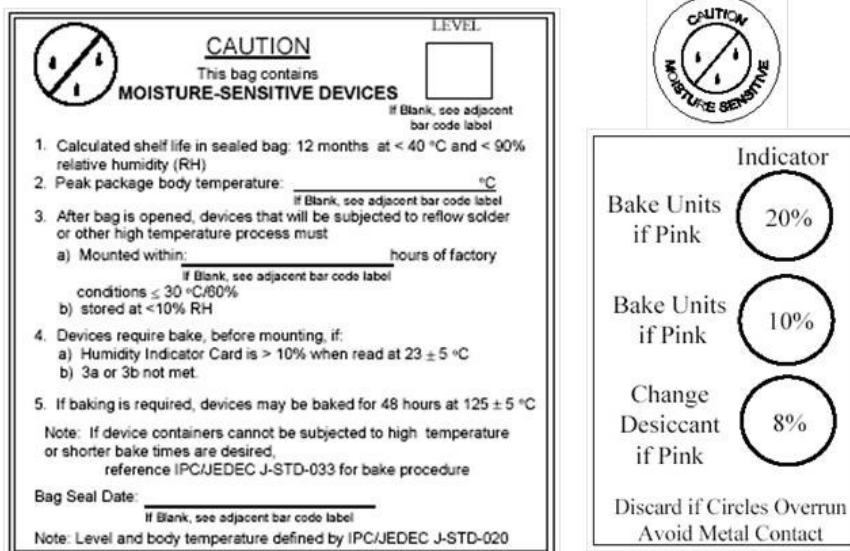 LEVEL
CAUTION
This bag contains
MOISTURE-SENSITIVE DEVICES
If Blank, see adjacent
bar code label
1. Calculated shelf life in sealed bag: 12 months at < 40 °C and < 90%
relative humidity (RH)
2. Peak package body temperature: °C
If Blank, see adjacent bar code label
3. After bag is opened, devices that will be subjected to reflow solder
or other high temperature process must
a) Mounted within: hours of factory
If Blank, see adjacent bar code label
conditions ≤ 30 °C/60%
b) stored at <10% RH
4. Devices require bake, before mounting, if:
a) Humidity Indicator Card is > 10% when read at 23 ± 5 °C
b) 3a or 3b not met.
5. If baking is required, devices may be baked for 48 hours at 125 ± 5 °C
Note: If device containers cannot be subjected to high temperature
or shorter bake times are desired,
reference IPC/JEDEC J-STD-033 for bake procedure
Bag Seal Date:
If Blank, see adjacent bar code label
Note: Level and body temperature defined by IPC/JEDEC J-STD-020
CAUTION
MOISTURE SENSITIVE
Indicator
Bake Units
if Pink
20%
Bake Units
if Pink
10%
Change
Desiccant
if Pink
8%
Discard if Circles Overrun
Avoid Metal Contact